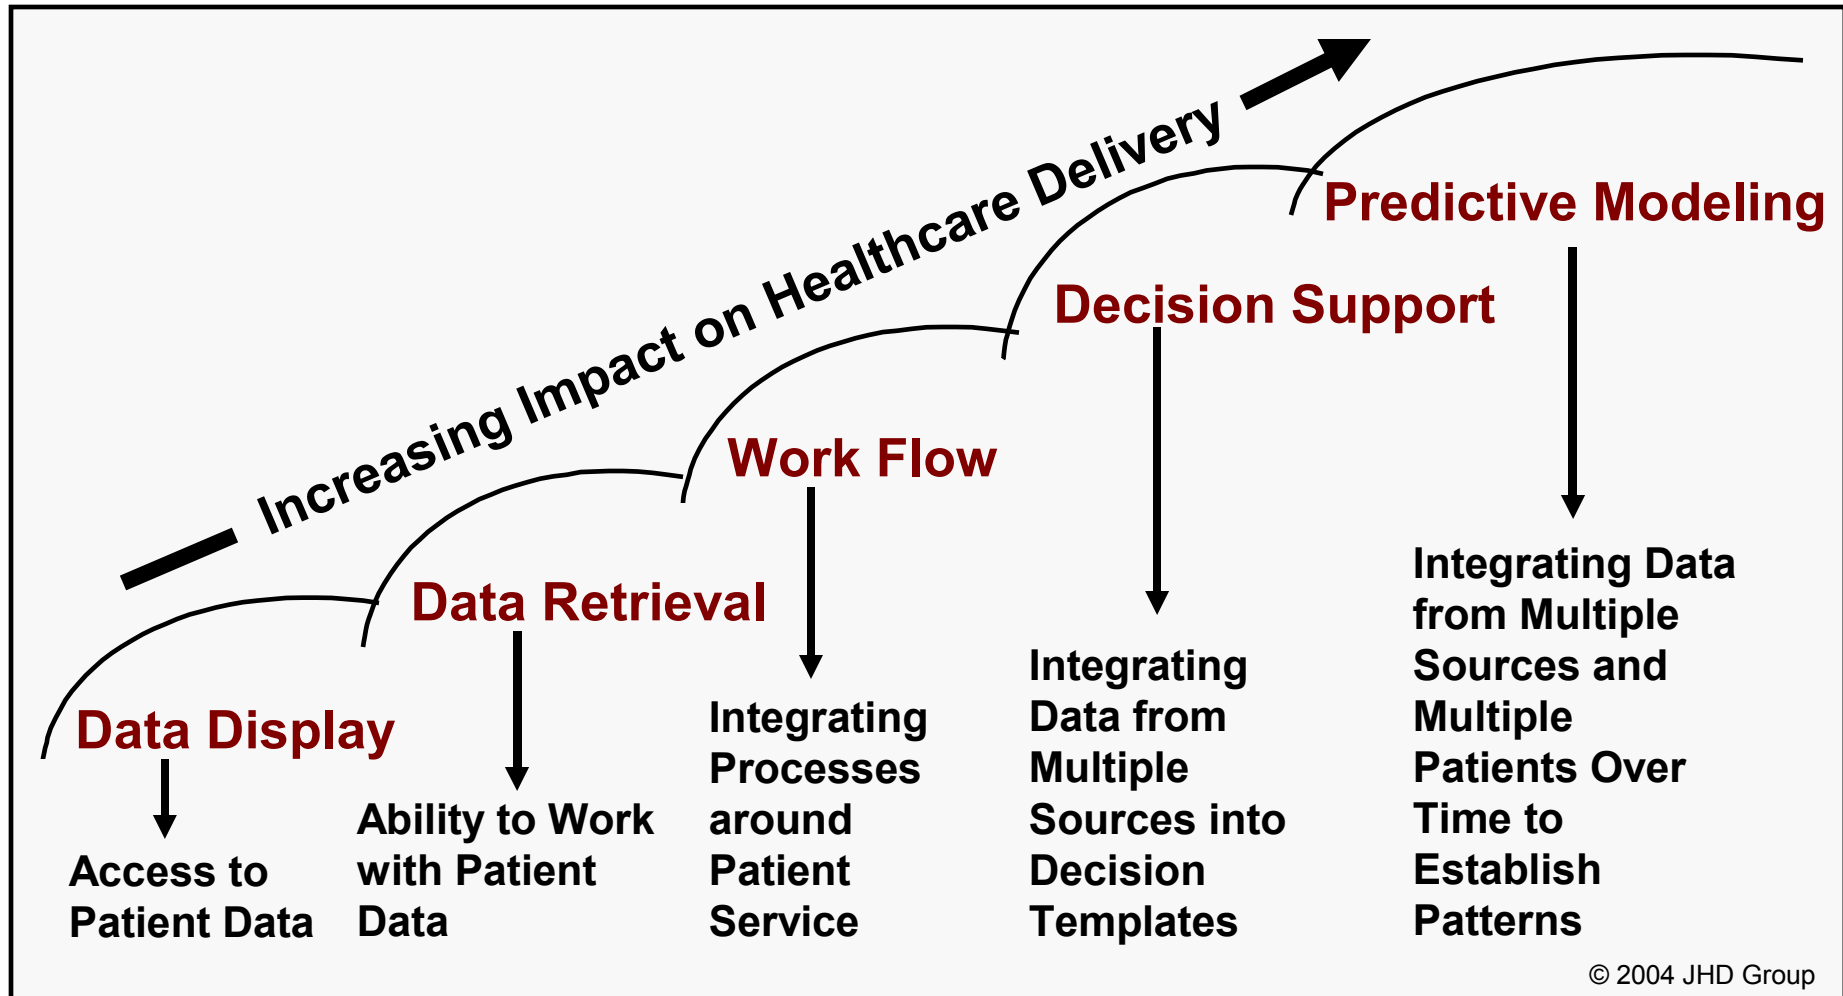 Increasing Impact on Healthcare Delivery
Predictive Modeling
Decision Support
Work Flow
Data Retrieval
Data Display
Access to
Patient Data
Ability to Work
with Patient
Data
Integrating
Processes
around
Patient
Service
Integrating
Data from
Multiple
Sources into
Decision
Templates
Integrating Data
from Multiple
Sources and
Multiple
Patients Over
Time to
Establish
Patterns
© 2004 JHD Group